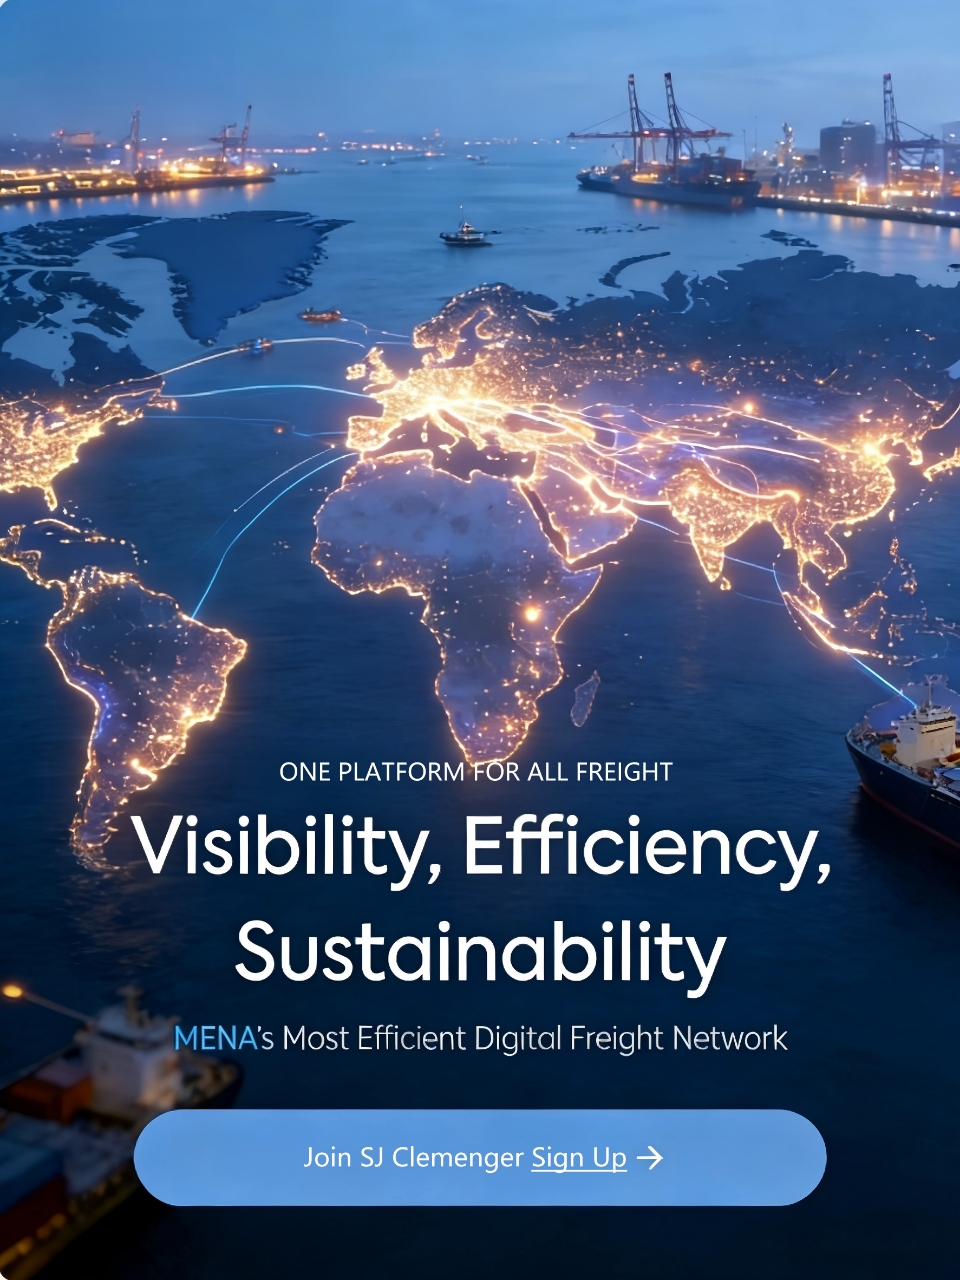 ONE PLATFORM FOR ALL FREIGHT
Visibility, Efficiency,
Sustainability
MENA's Most Efficient Digital Freight Network
Join SJ Clemenger Sign Up →